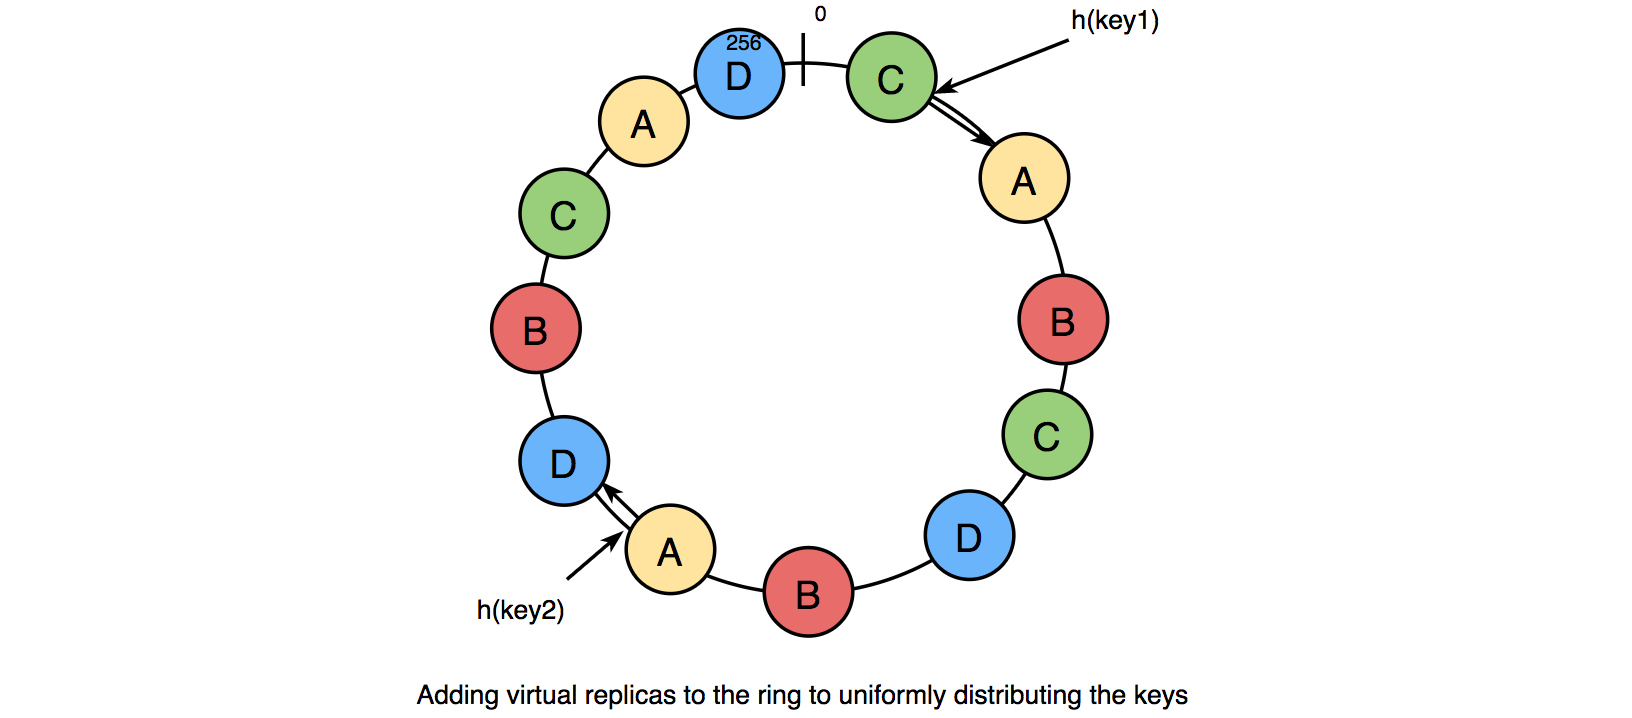 0
h(key1)
256
D
C
A
A
C
B
B
C
D
D
A
B
h(key2)
Adding virtual replicas to the ring to uniformly distributing the keys